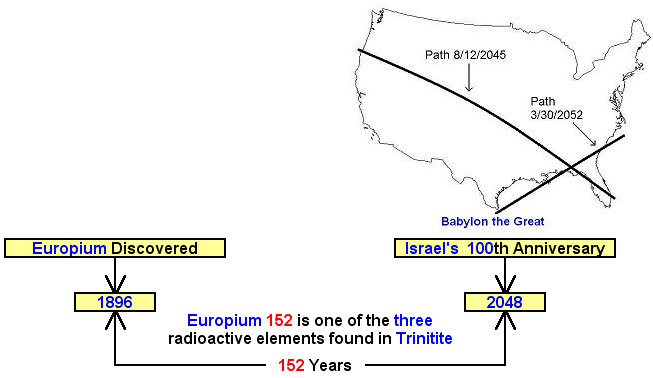 Path 8/12/2045
Path
3/30/2052
Babylon the Great
Europium Discovered
Israel's 100th Anniversary
1896
2048
Europium 152 is one of the three
radioactive elements found in Trinitite
152 Years